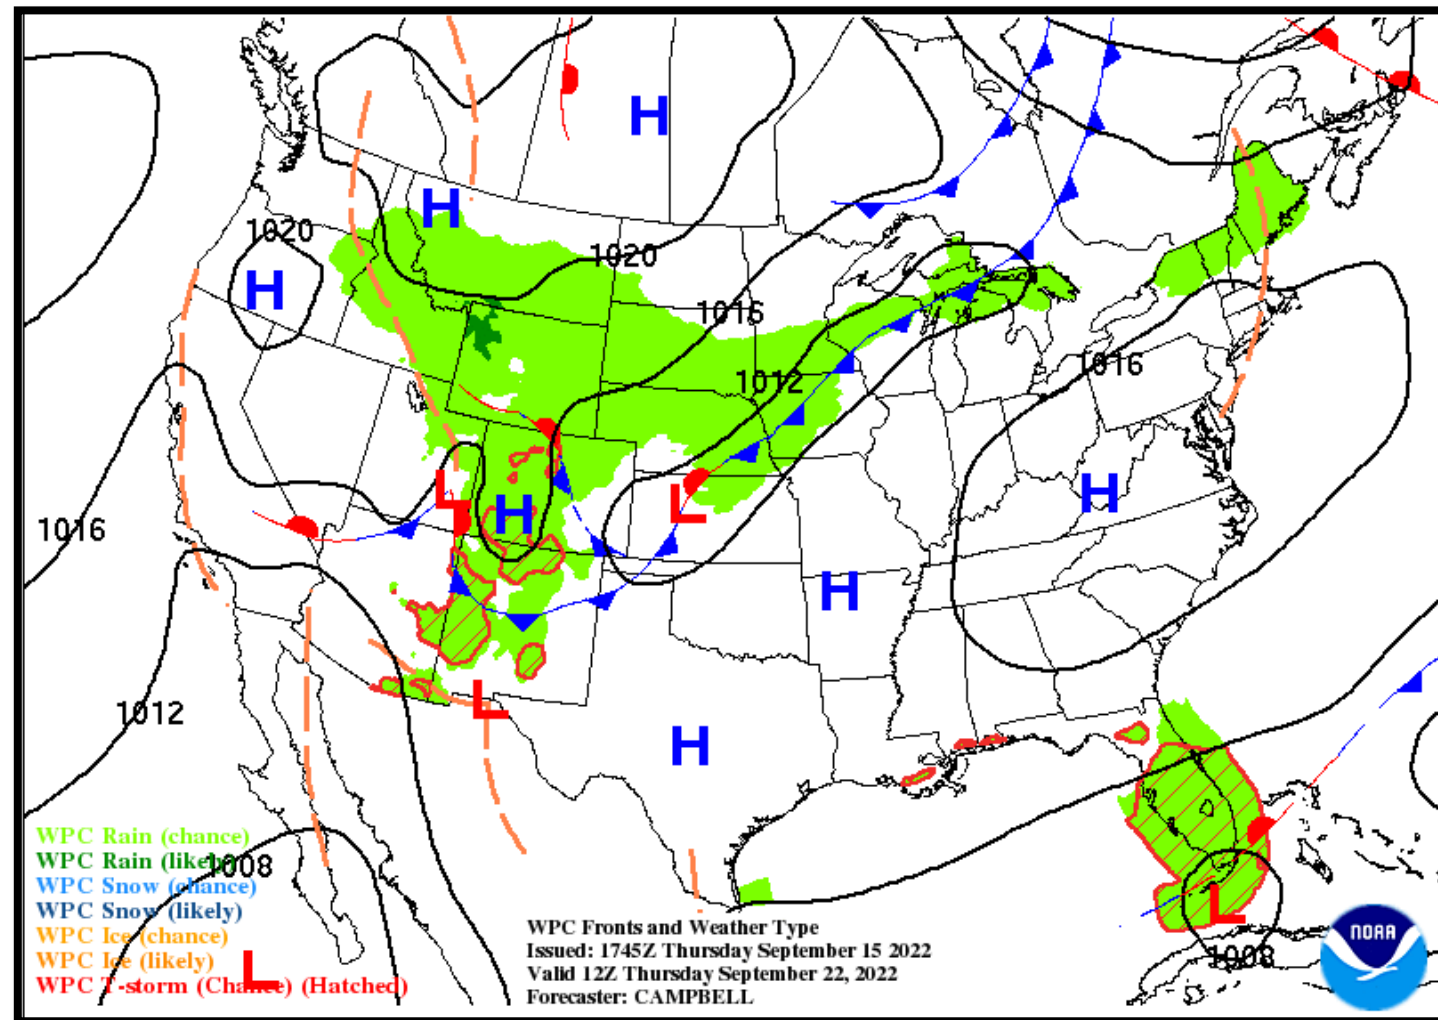 H
H
1020
1020
H
1016
1012
1016
H
L
L
H
1016
H
H
L
1012
H
WPC Rain (chance)
WPC Rain (likely)
1008
WPC Snow (chance)
WPC Snow (likely)
WPC Ice (chance)
WPC Ice (likely)
L
WPC T-storm (Chance) (Hatched)
WPC Fronts and Weather Type
Issued: 1745Z Thursday September 15 2022
Valid 12Z Thursday September 22, 2022
Forecaster: CAMPBELL
L
1008
NOAA